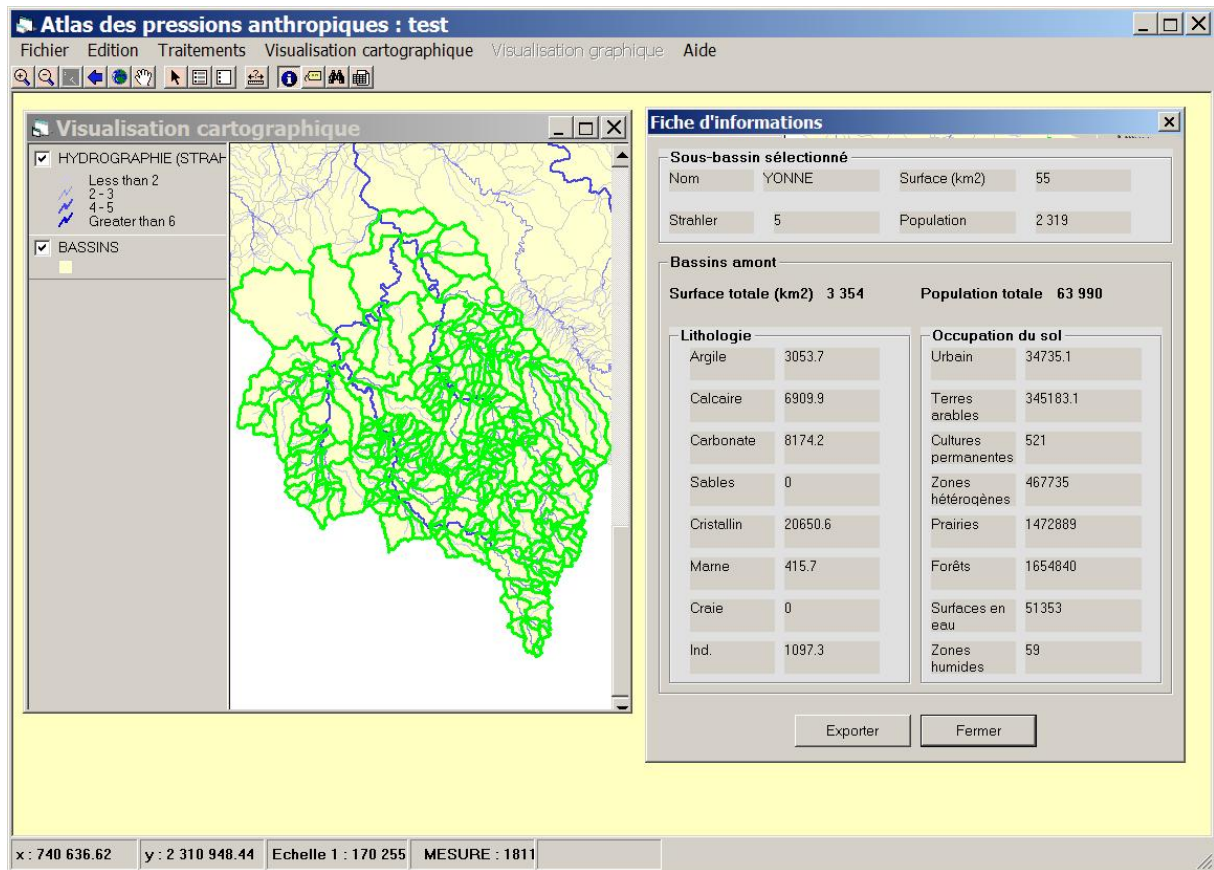 Atlas des pressions anthropiques : test
Fichier Edition Traitements Visualisation cartographique Visualisation graphique Aide
Visualisation cartographique
HYDROGRAPHIE (STRAH
Less than 2
2 - 3
4 - 5
Greater than 6
BASSINS
Fiche d'informations
Sous-bassin sélectionné
Nom YONNE Surface (km2) 55
Strahler 5 Population 2 319
Bassins amont
Surface totale (km2) 3 354 Population totale 63 990
Lithologie
Argile 3053.7
Calcaire 6909.9
Carbonate 8174.2
Sables 0
Cristallin 20650.6
Marne 415.7
Craie 0
Ind. 1097.3
Occupation du sol
Urbain 34735.1
Terres 345183.1
arables
Cultures 521
permanentes
Zones 467735
hétérogènes
Prairies 1472889
Forêts 1654840
Surfaces en 51353
eau
Zones 59
humides
Exporter Fermer
x : 740 636.62 y : 2 310 948.44 Echelle 1 : 170 255 MESURE : 1811